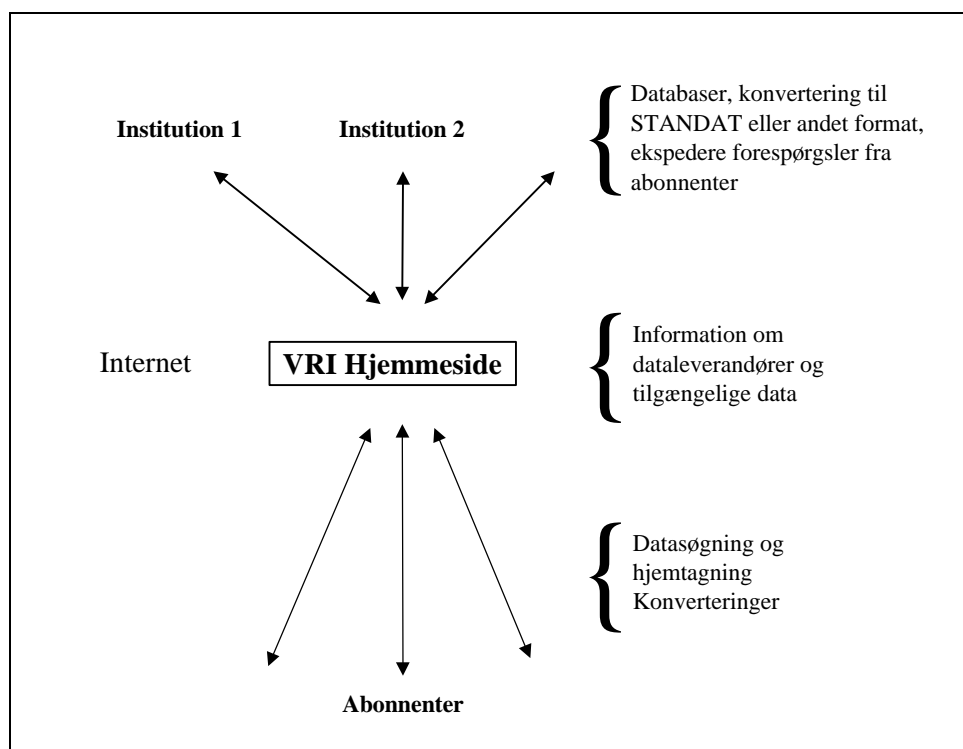 Institution 1
Institution 2
Databaser, konvertering til
STANDAT eller andet format,
ekspedere forespørgsler fra
abonnenter
Internet
VRI Hjemmeside
Information om
dataleverandører og
tilgængelige data
Datasøgning og
hjemtagning
Konverteringer
Abonnenter